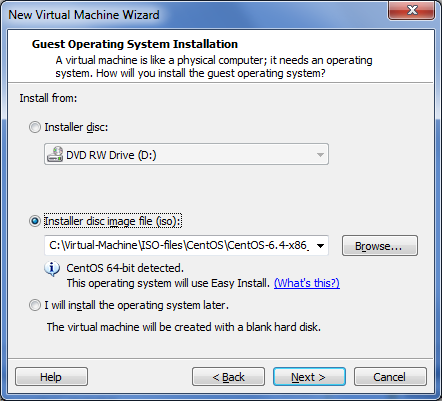 New Virtual Machine Wizard
Guest Operating System Installation
A virtual machine is like a physical computer; it needs an operating
system. How will you install the guest operating system?
Install from:
Installer disc:
DVD RW Drive (D:)
Installer disc image file (iso):
C:\Virtual-Machine\ISO-files\CentOS\CentOS-6.4-x86_
Browse...
CentOS 64-bit detected.
This operating system will use Easy Install. (What's this?)
I will install the operating system later.
The virtual machine will be created with a blank hard disk.
Help
< Back
Next >
Cancel